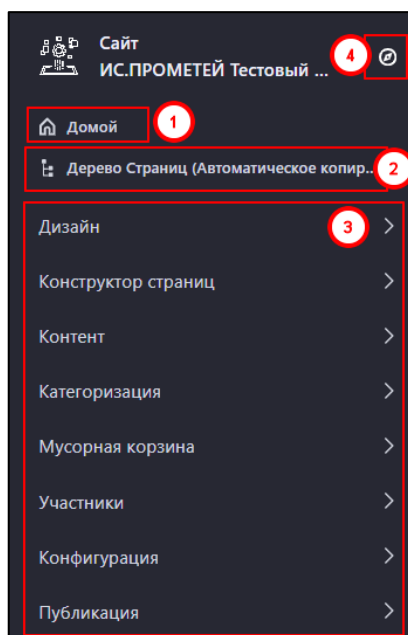 Сайт
ИС.ПРОМЕТЕЙ Тестовый ...
4
Домой
1
Дерево Страниц (Автоматическое копир...
2
Дизайн
3
Конструктор страниц
Контент
Категоризация
Мусорная корзина
Участники
Конфигурация
Публикация